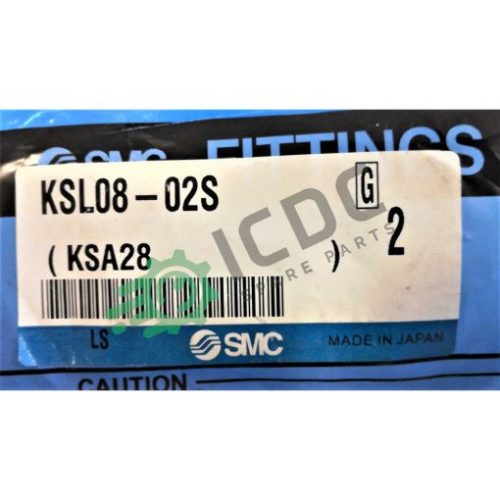 SMC FITTINGS
KSL08-02S G
(KSA28 ) 2
ICDC
SPARE PARTS
LS SMC MADE IN JAPAN
CAUTION